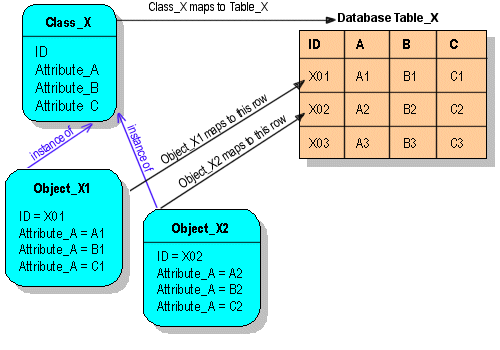 Class_X maps to Table_X
Class_X
ID
Attribute_A
Attribute_B
Attribute C
Database Table_X
ID A B C
X01 A1 B1 C1
X02 A2 B2 C2
X03 A3 B3 C3
instance of
instance of
Object_X1 maps to this row
Object_X2 maps to this row
Object_X1
ID = X01
Attribute_A = A1
Attribute_A = B1
Attribute_A = C1
Object_X2
ID = X02
Attribute_A = A2
Attribute_A = B2
Attribute_A = C2